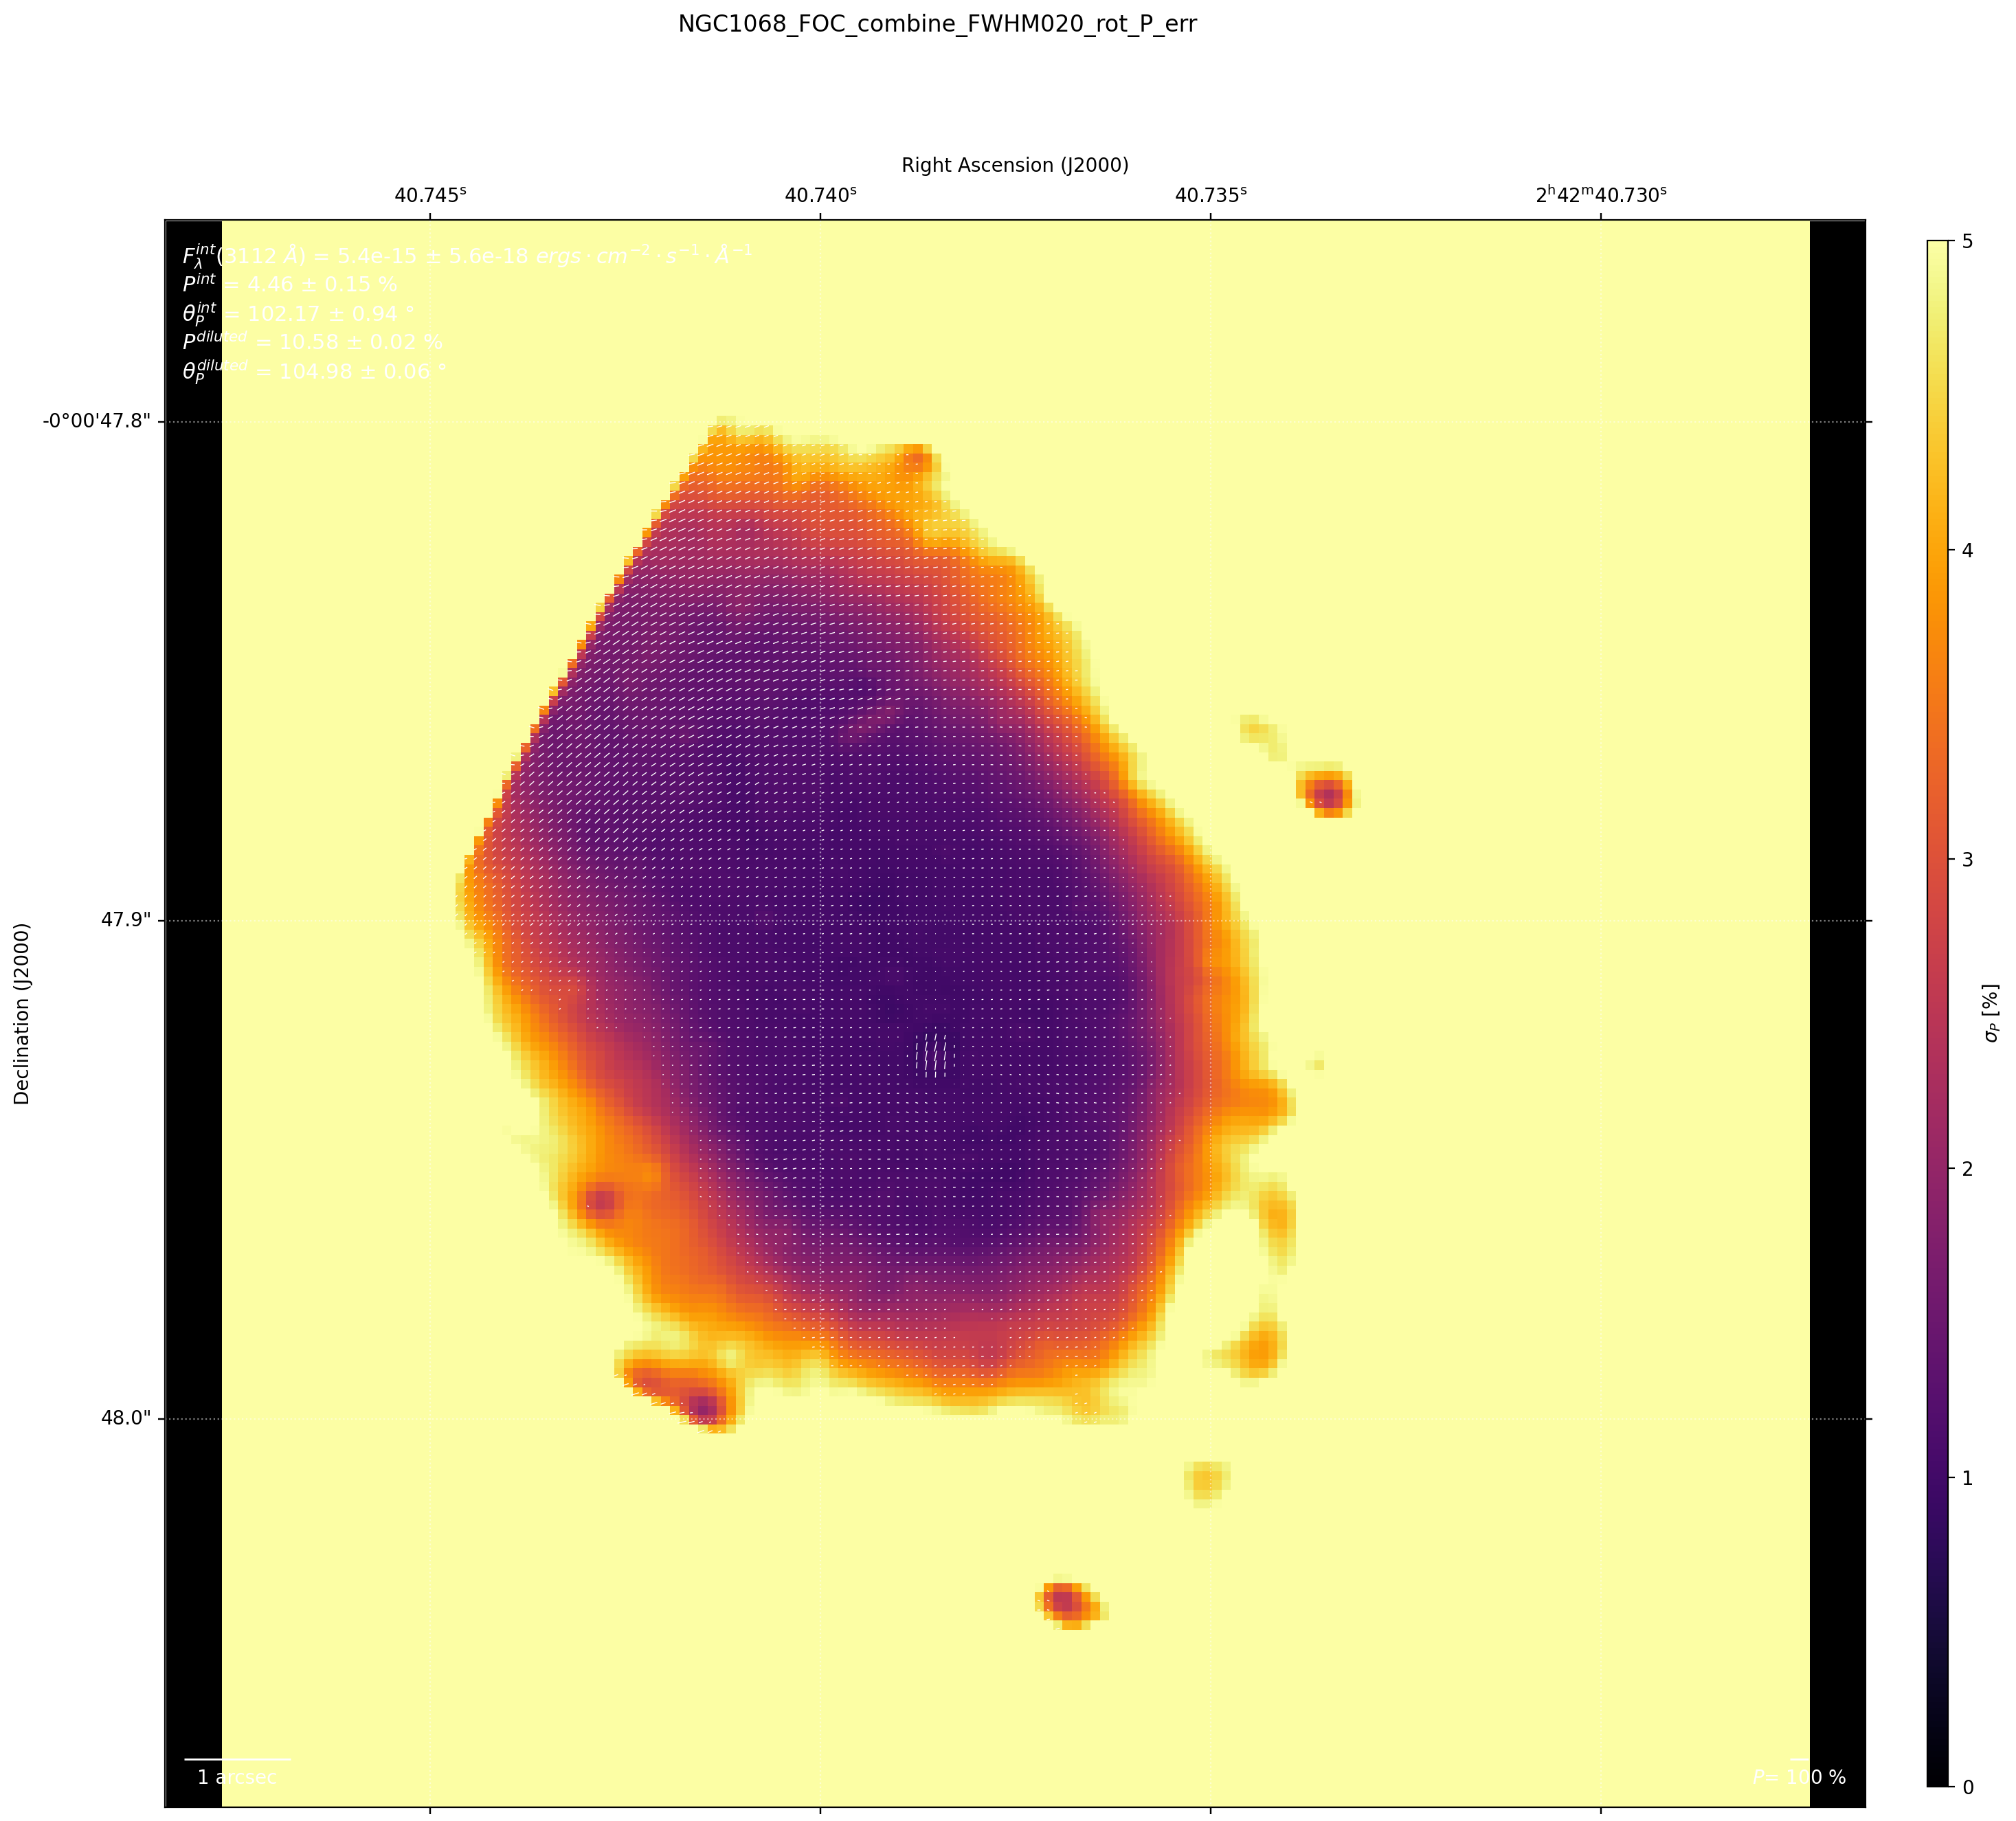 NGC1068_FOC_combine_FWHM020_rot_P_err
Right Ascension (J2000)
40.745ˢ 40.740ˢ 40.735ˢ 2ʰ42ᵐ40.730ˢ
F_λ^int(3112 Å) = 5.4e-15 ± 5.6e-18 ergs · cm⁻² · s⁻¹ · Å⁻¹
P^int = 4.46 ± 0.15 %
θ_P^int = 102.17 ± 0.94 °
P^diluted = 10.58 ± 0.02 %
θ_P^diluted = 104.98 ± 0.06 °
-0°00'47.8"
47.9"
48.0"
Declination (J2000)
1 arcsec
P= 100 %
5
4
3
2
1
0
σ_P [%]